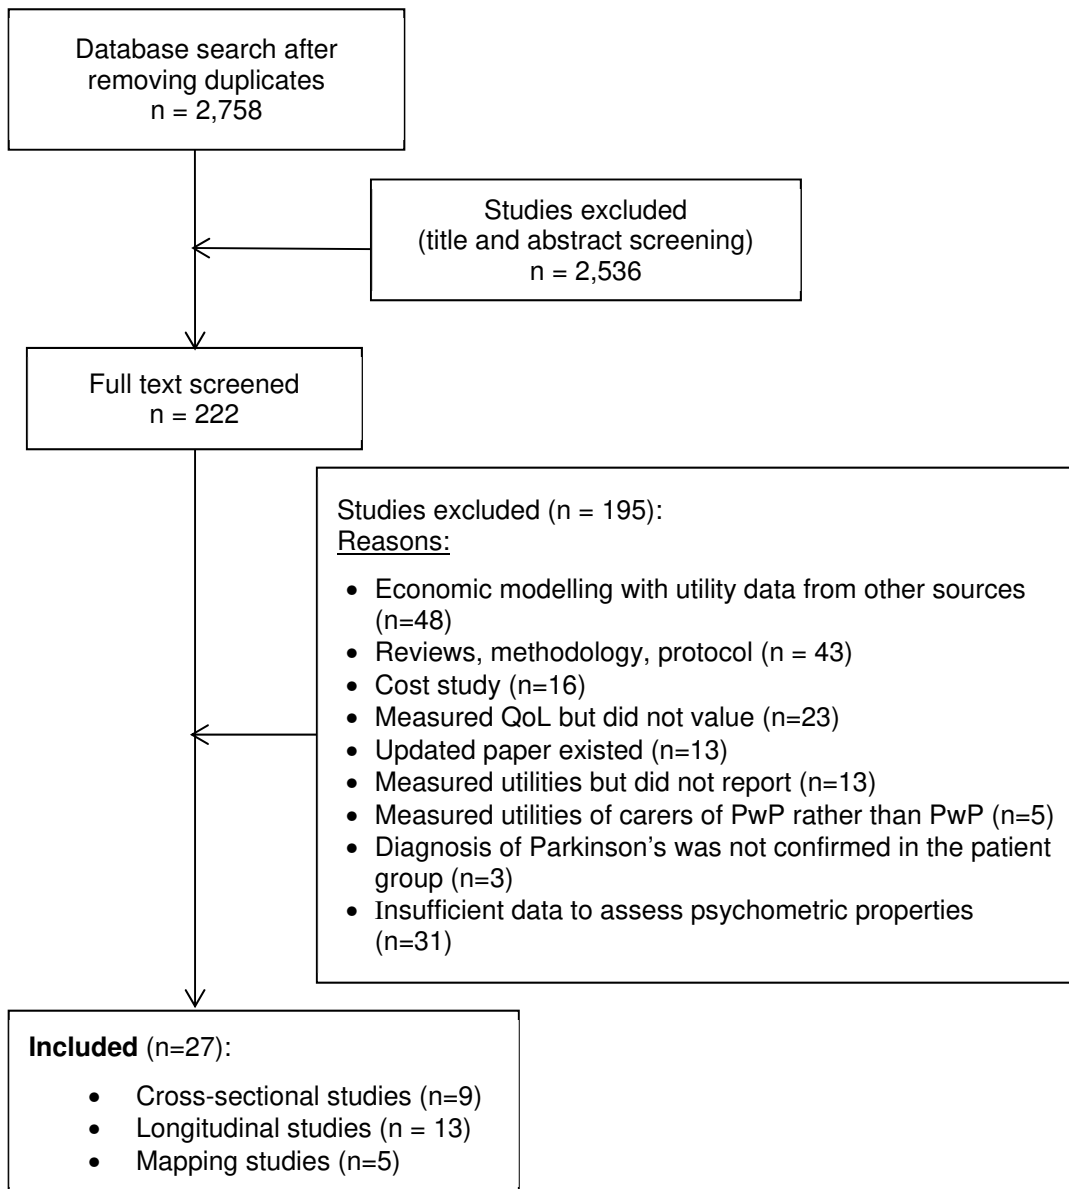 Database search after
removing duplicates
n = 2,758
Studies excluded
(title and abstract screening)
n = 2,536
Full text screened
n = 222
Studies excluded (n = 195):
Reasons:
• Economic modelling with utility data from other sources
(n=48)
• Reviews, methodology, protocol (n = 43)
• Cost study (n=16)
• Measured QoL but did not value (n=23)
• Updated paper existed (n=13)
• Measured utilities but did not report (n=13)
• Measured utilities of carers of PwP rather than PwP (n=5)
• Diagnosis of Parkinson's was not confirmed in the patient
group (n=3)
• Insufficient data to assess psychometric properties
(n=31)
Included (n=27):
• Cross-sectional studies (n=9)
• Longitudinal studies (n = 13)
• Mapping studies (n=5)